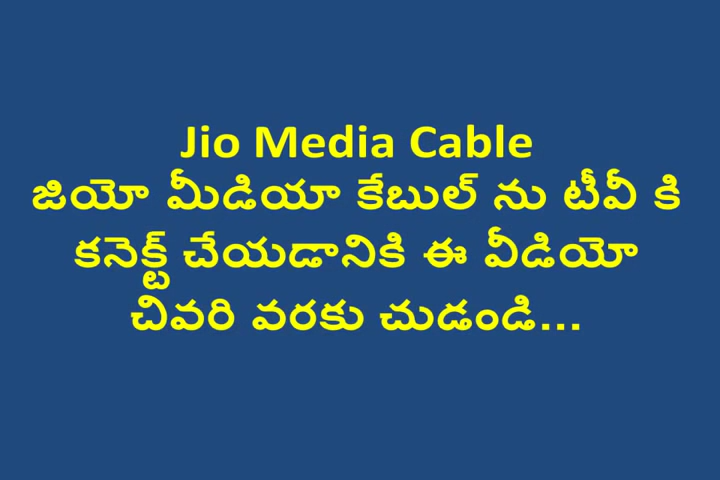 Jio Media Cable
జియో మీడియా కేబుల్ ను టీవీ కి
కనెక్ట్ చేయడానికి ఈ వీడియో
చివరి వరకు చుడండి...